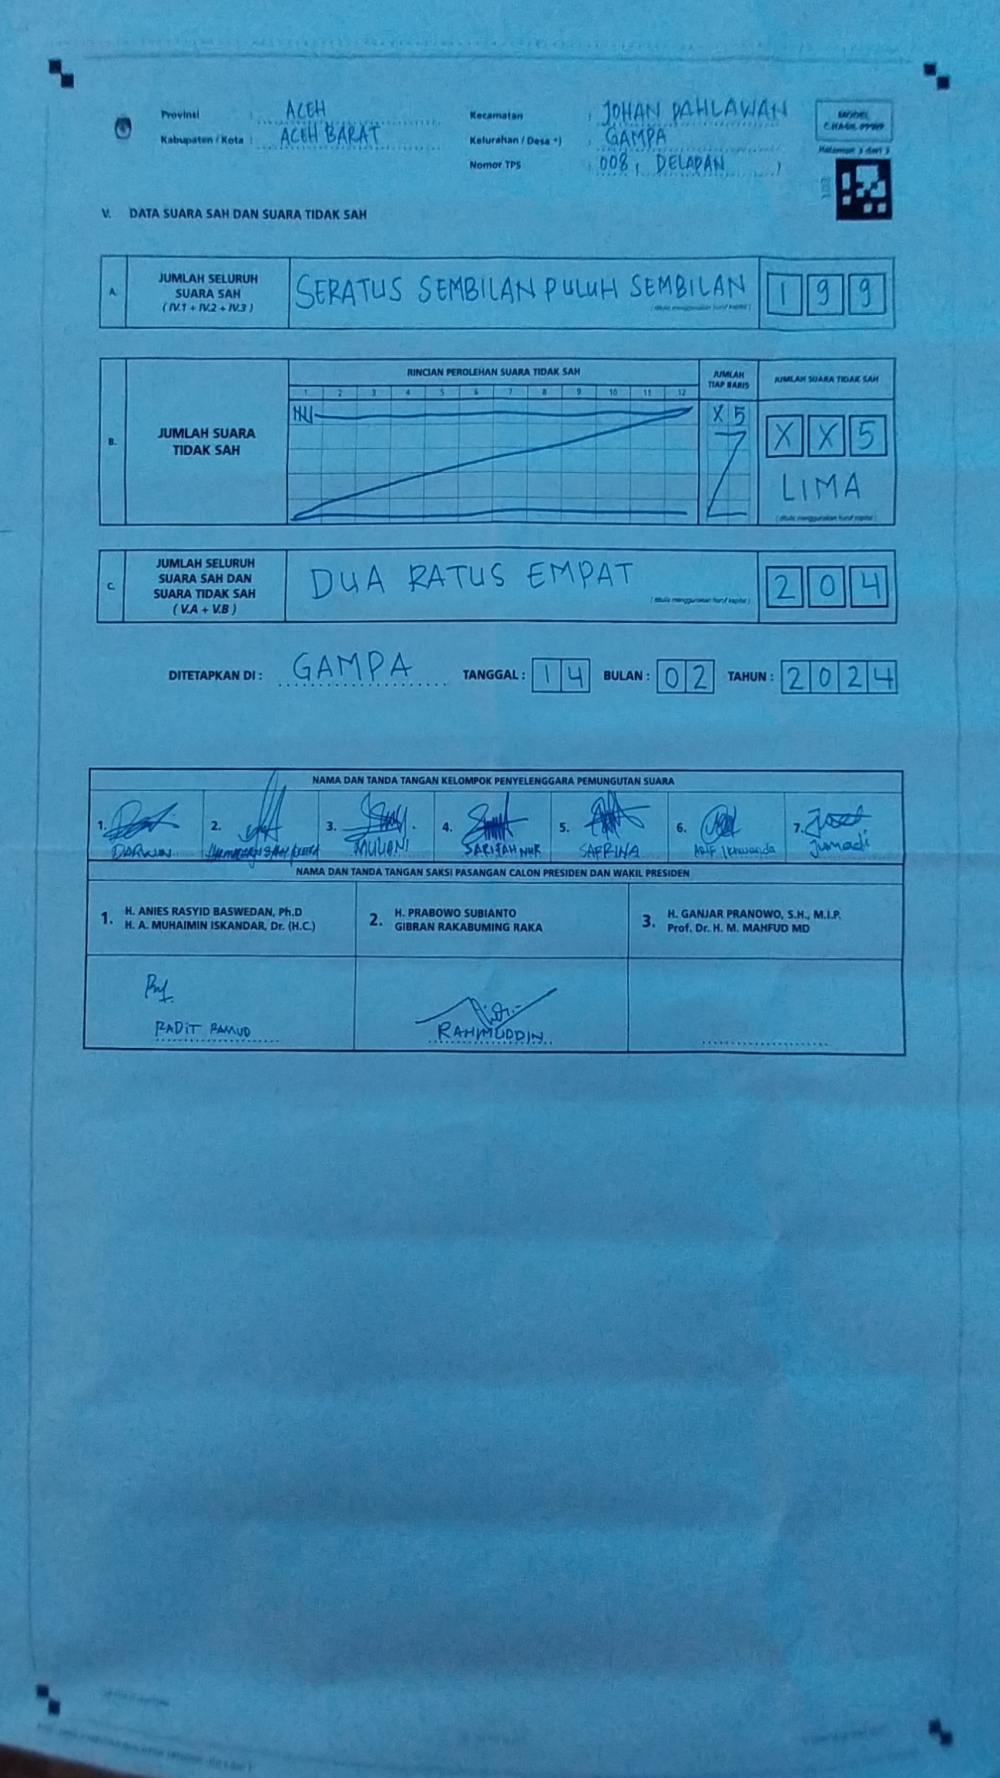 Provinsi : ACEH
Kabupaten / Kota : ACEH BARAT
Kecamatan : JOHAN PAHLAWAN
Kelurahan / Desa *) : GAMPA
Nomor TPS : 008, DELAPAN )
MODEL
C.HASIL-PPWP
Halaman 3 dari 3
V. DATA SUARA SAH DAN SUARA TIDAK SAH
A. JUMLAH SELURUH SUARA SAH (IV.1 + IV.2 + IV.3) SERATUS SEMBILAN PULUH SEMBILAN 1 9 9
(ditulis menggunakan huruf kapital)
B. JUMLAH SUARA TIDAK SAH
RINCIAN PEROLEHAN SUARA TIDAK SAH
JUMLAH TIAP BARIS
JUMLAH SUARA TIDAK SAH
1 2 3 4 5 6 7 8 9 10 11 12
X 5
X X 5
LIMA
(ditulis menggunakan huruf kapital)
C. JUMLAH SELURUH SUARA SAH DAN SUARA TIDAK SAH ( V.A + V.B ) DUA RATUS EMPAT 2 0 4
(ditulis menggunakan huruf kapital)
DITETAPKAN DI : GAMPA TANGGAL : 1 4 BULAN : 0 2 TAHUN : 2 0 2 4
NAMA DAN TANDA TANGAN KELOMPOK PENYELENGGARA PEMUNGUTAN SUARA
1. 2. 3. 4. 5. 6. 7.
DARWIN MULIANI SARIFAH NUR SAFRINA Jumadi
NAMA DAN TANDA TANGAN SAKSI PASANGAN CALON PRESIDEN DAN WAKIL PRESIDEN
1. H. ANIES RASYID BASWEDAN, Ph.D
H. A. MUHAIMIN ISKANDAR, Dr. (H.C.)
2. H. PRABOWO SUBIANTO
GIBRAN RAKABUMING RAKA
3. H. GANJAR PRANOWO, S.H., M.I.P.
Prof. Dr. H. M. MAHFUD MD
RADIT RAMUD
RAHIMUDDIN